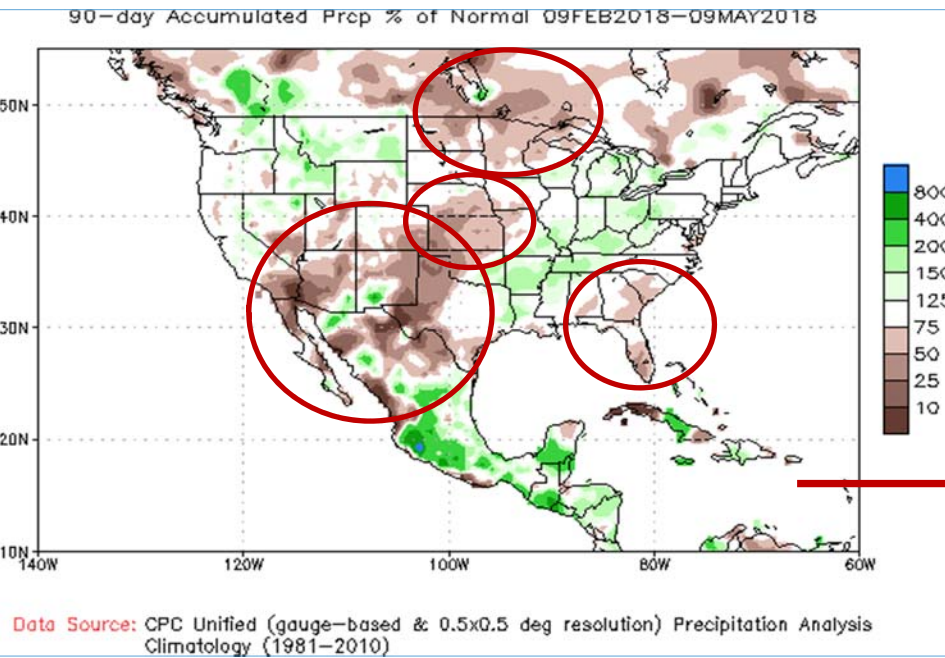 90-day Accumulated Prcp % of Normal 09FEB2018-09MAY2018
50N
40N
30N
20N
10N
140W 120W 100W 80W 60W
400
200
150
125
75
50
25
10
Data Source: CPC Unified (gauge-based & 0.5x0.5 deg resolution) Precipitation Analysis
Climatology (1981-2010)